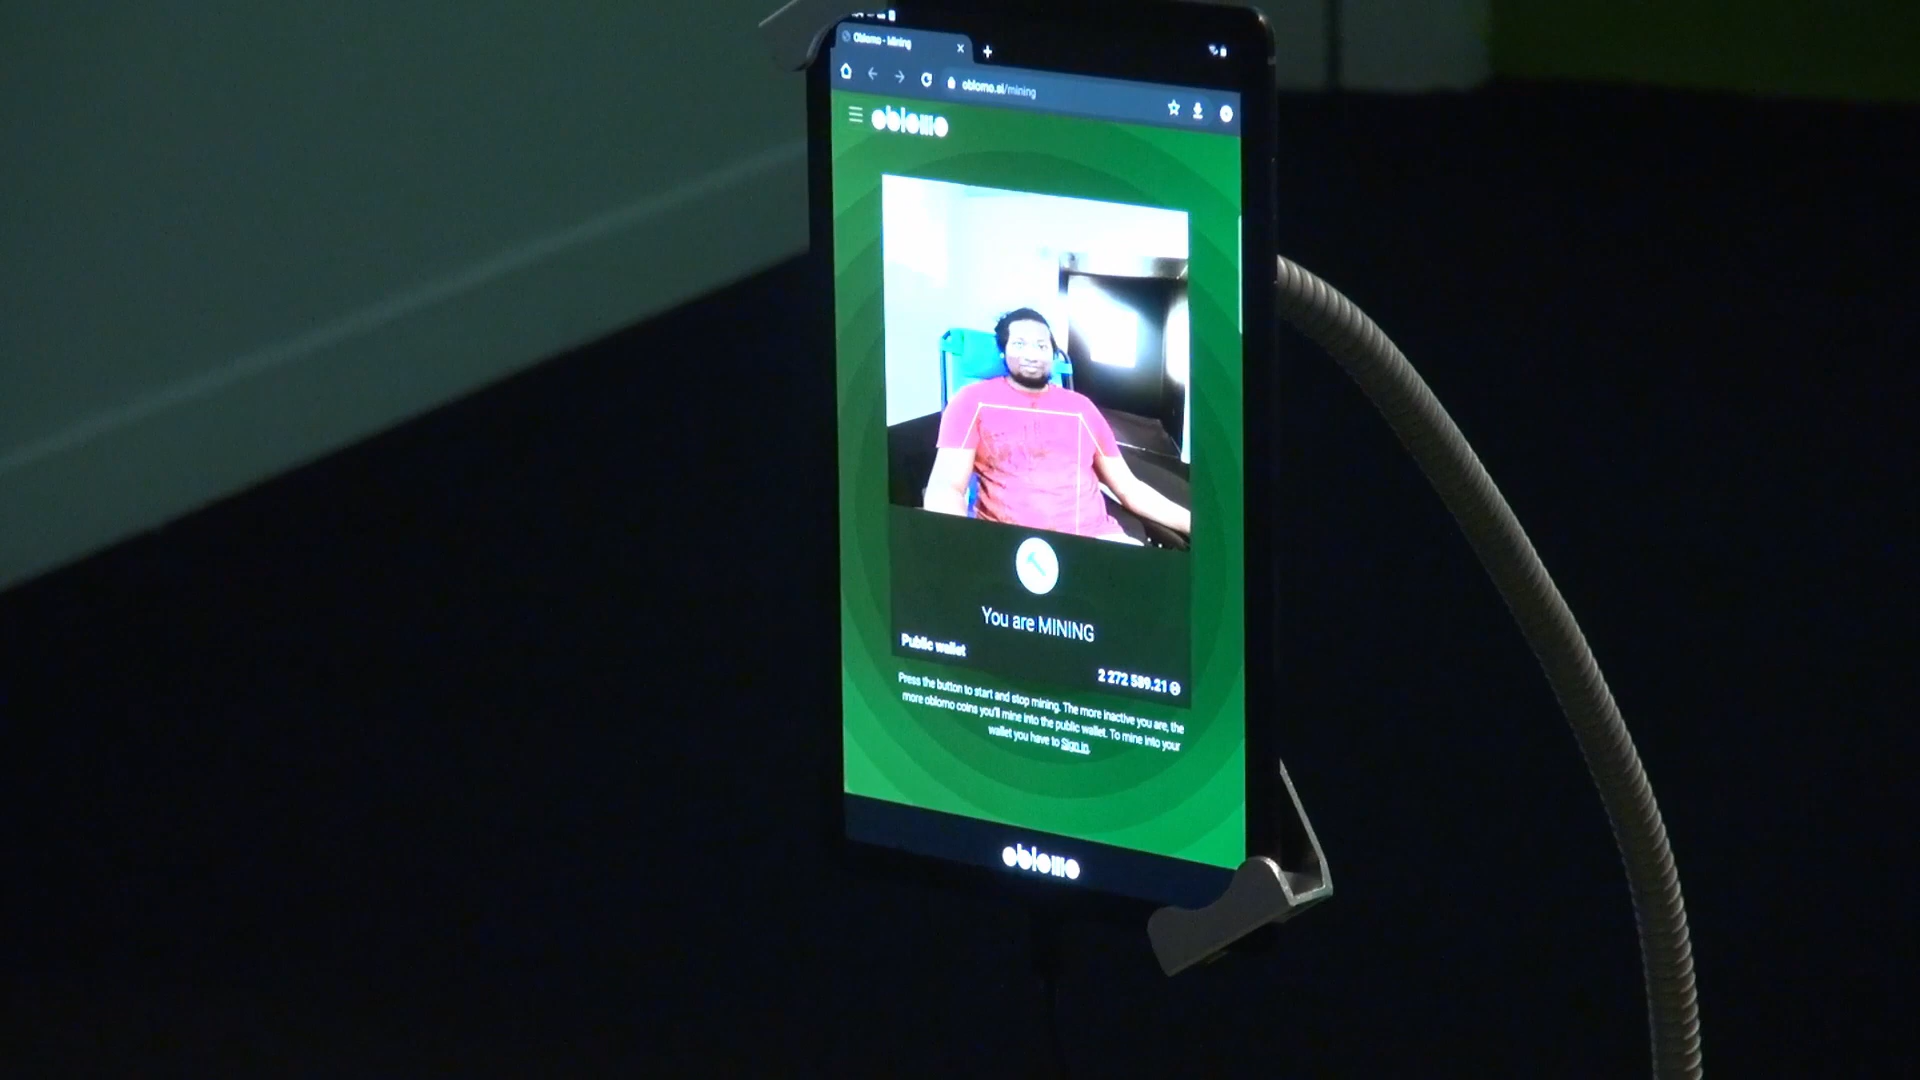 Oblomo - Mining
oblomo.si/mining
oblomo
You are MINING
Public wallet
2 272 589.21
Press the button to start and stop mining. The more inactive you are, the
more oblomo coins you'll mine into the public wallet. To mine into your
wallet you have to Sign in.
oblomo